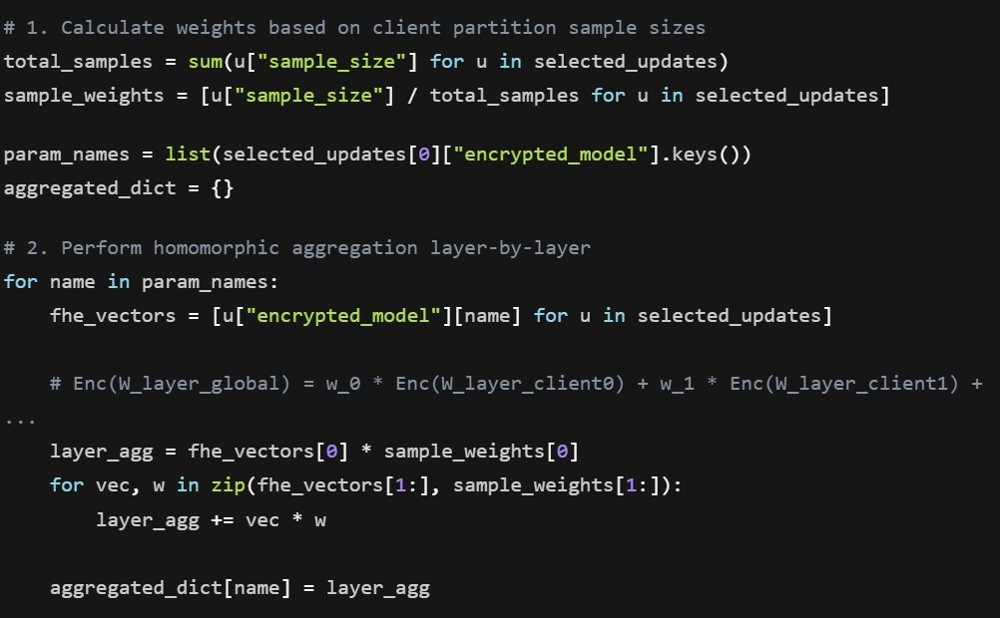 # 1. Calculate weights based on client partition sample sizes
total_samples = sum(u["sample_size"] for u in selected_updates)
sample_weights = [u["sample_size"] / total_samples for u in selected_updates]
param_names = list(selected_updates[0]["encrypted_model"].keys())
aggregated_dict = {}
# 2. Perform homomorphic aggregation layer-by-layer
for name in param_names:
    fhe_vectors = [u["encrypted_model"][name] for u in selected_updates]
    # Enc(W_layer_global) = w_0 * Enc(W_layer_client0) + w_1 * Enc(W_layer_client1) +
...
    layer_agg = fhe_vectors[0] * sample_weights[0]
    for vec, w in zip(fhe_vectors[1:], sample_weights[1:]):
        layer_agg += vec * w
    aggregated_dict[name] = layer_agg